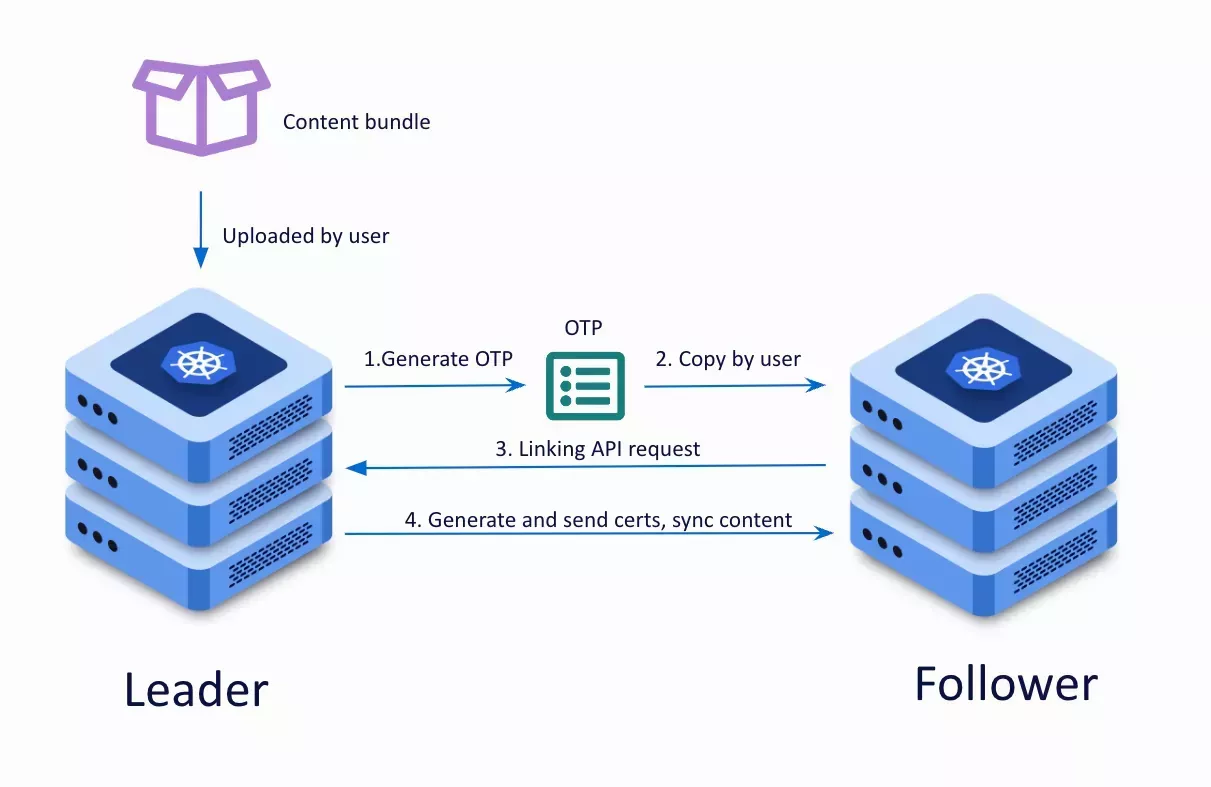 Content bundle
Uploaded by user
OTP
1.Generate OTP
2. Copy by user
3. Linking API request
4. Generate and send certs, sync content
Leader
Follower